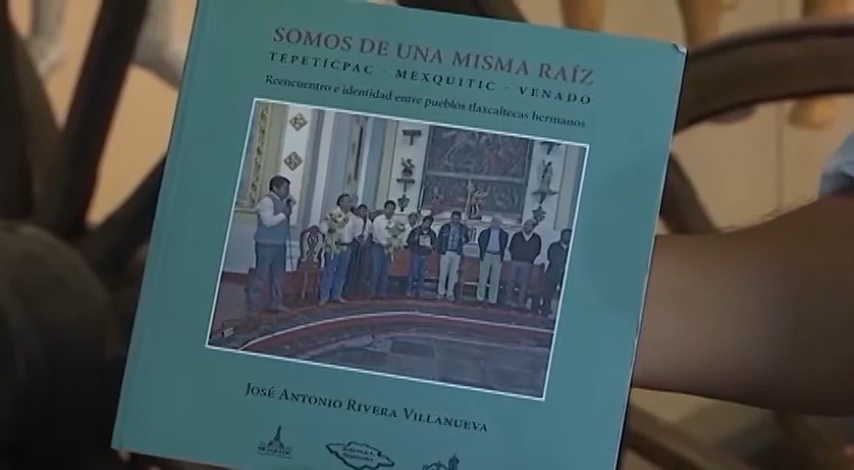 SOMOS DE UNA MISMA RAÍZ
TEPETICPAC - MEXQUITIC - VENADO
Reencuentro e identidad entre pueblos tlaxcaltecas hermanos
JOSÉ ANTONIO RIVERA VILLANUEVA